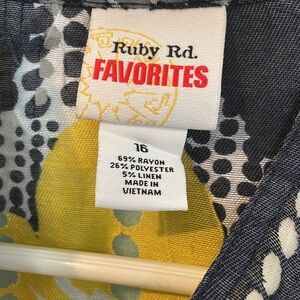 Ruby Rd.
FAVORITES
16
69% RAYON
26% POLYESTER
5% LINEN
MADE IN
VIETNAM